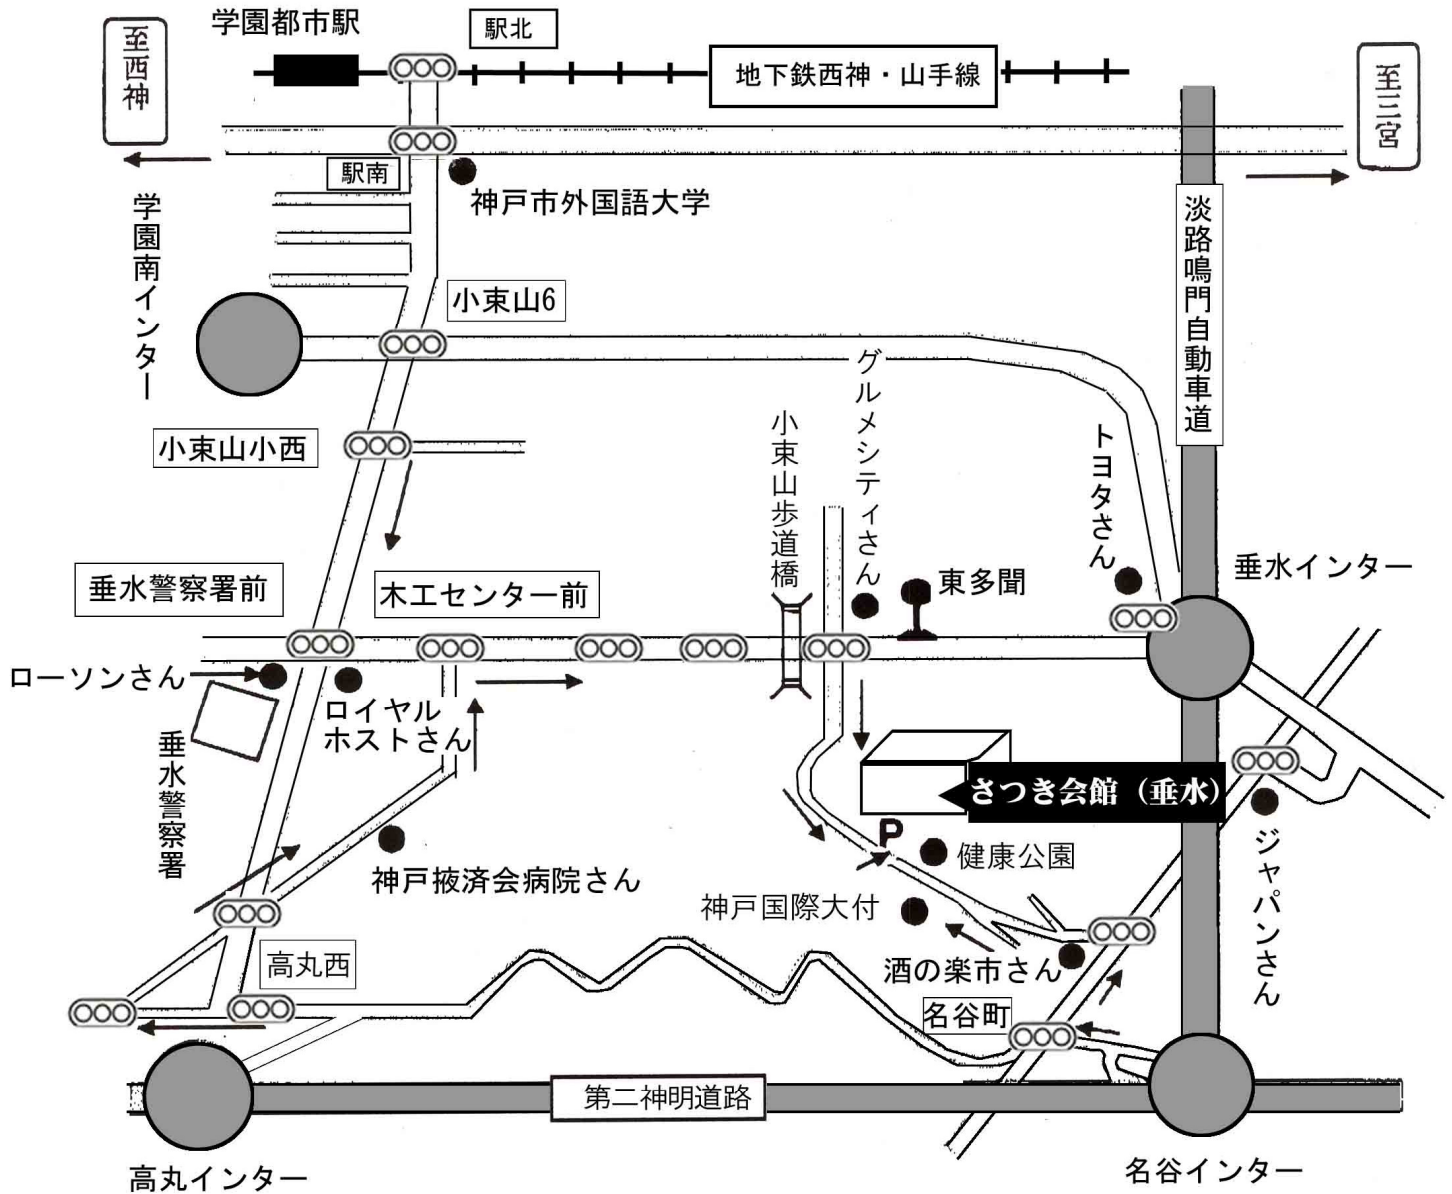 学園都市駅
駅北
至西神
地下鉄西神・山手線
至三宮
駅南
神戸市外国語大学
学園南インター
淡路鳴門自動車道
小束山6
グルメシティさん
小束山歩道橋
トヨタさん
小束山小西
垂水インター
垂水警察署前
木工センター前
東多聞
ローソンさん
ロイヤル
ホストさん
垂水警察署
さつき会館（垂水）
P
健康公園
ジャパンさん
神戸掖済会病院さん
神戸国際大付
高丸西
酒の楽市さん
名谷町
第二神明道路
高丸インター
名谷インター